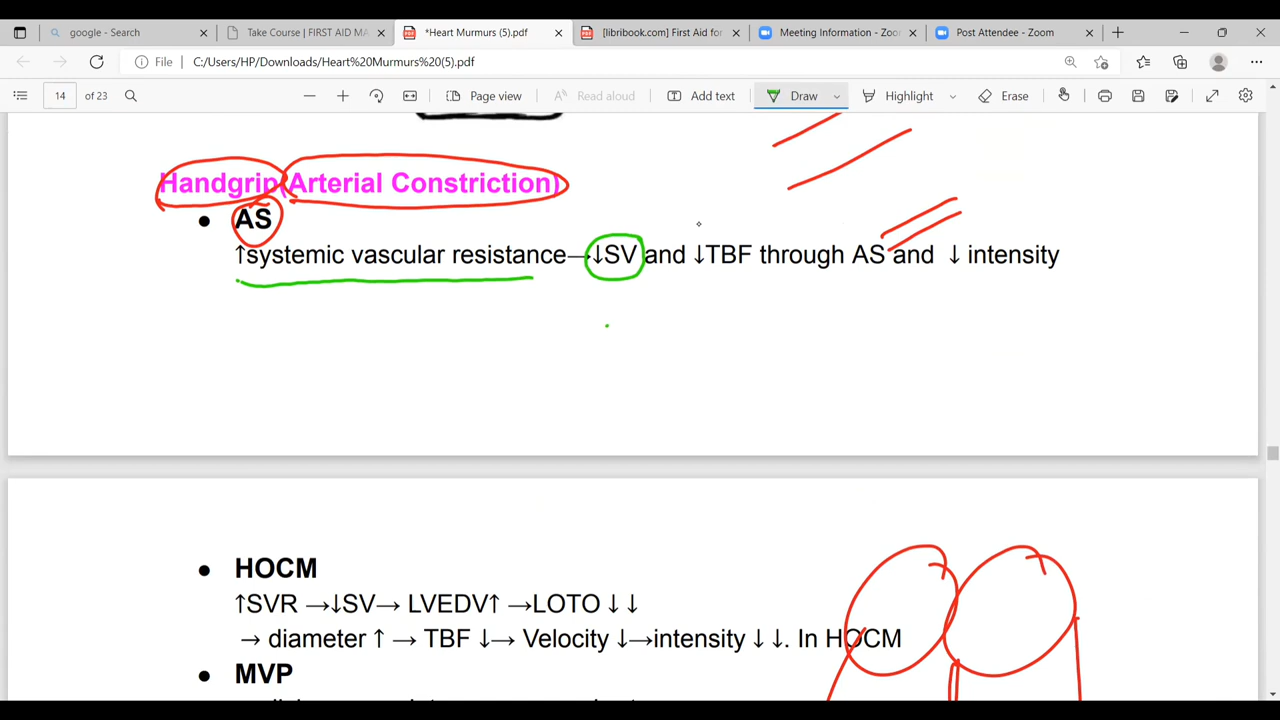 google - Search
Take Course | FIRST AID MA
*Heart Murmurs (5).pdf
[libribook.com] First Aid for
Meeting Information - Zoo
Post Attendee - Zoom
File
C:/Users/HP/Downloads/Heart%20Murmurs%20(5).pdf
14 of 23
Page view
Read aloud
Add text
Draw
Highlight
Erase
Handgrip(Arterial Constriction)
● AS
↑systemic vascular resistance→↓SV and ↓TBF through AS and ↓ intensity
● HOCM
↑SVR →↓SV→ LVEDV↑ →LOTO ↓↓
→ diameter ↑ → TBF ↓→ Velocity ↓→intensity ↓↓. In HOCM
● MVP